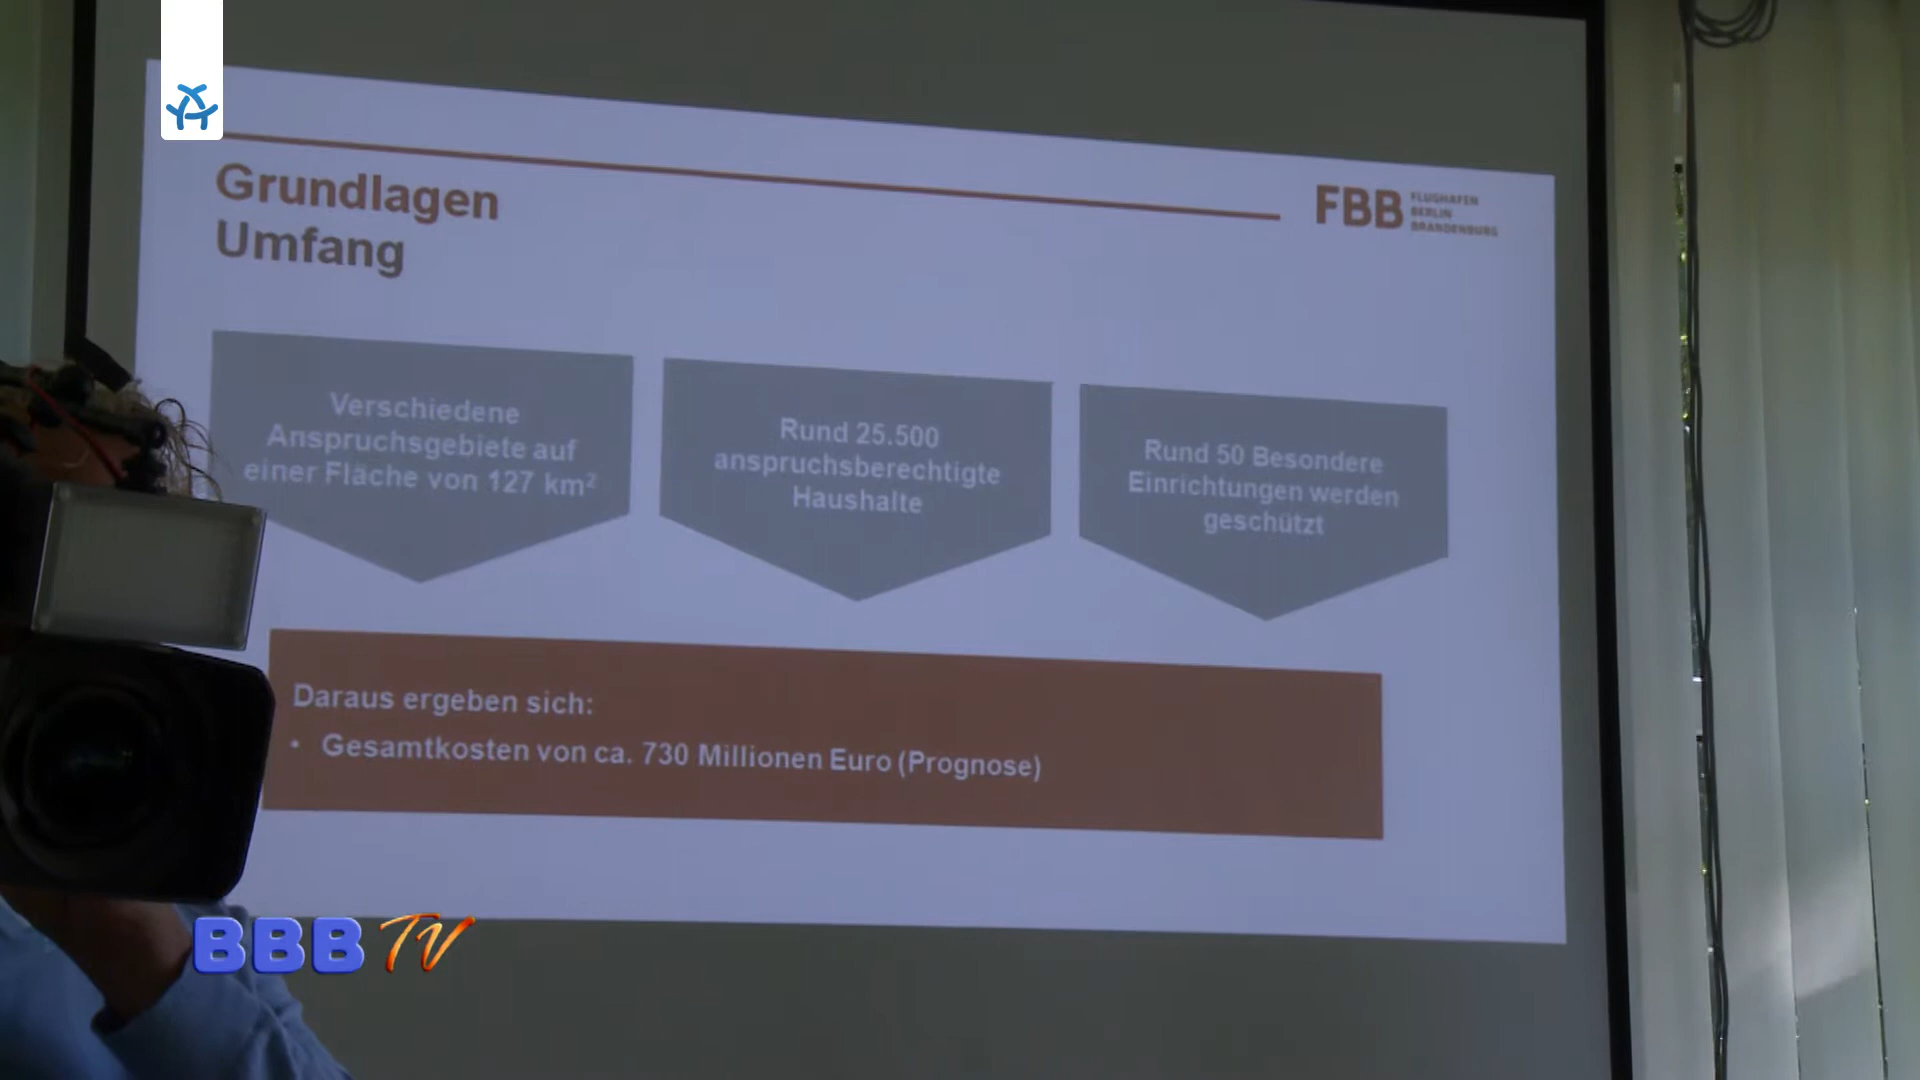 Grundlagen
Umfang
FBB
FLUGHAFEN
BERLIN
BRANDENBURG
Verschiedene
Anspruchsgebiete auf
einer Fläche von 127 km²
Rund 25.500
anspruchsberechtigte
Haushalte
Rund 50 Besondere
Einrichtungen werden
geschützt
Daraus ergeben sich:
• Gesamtkosten von ca. 730 Millionen Euro (Prognose)
BBB TV